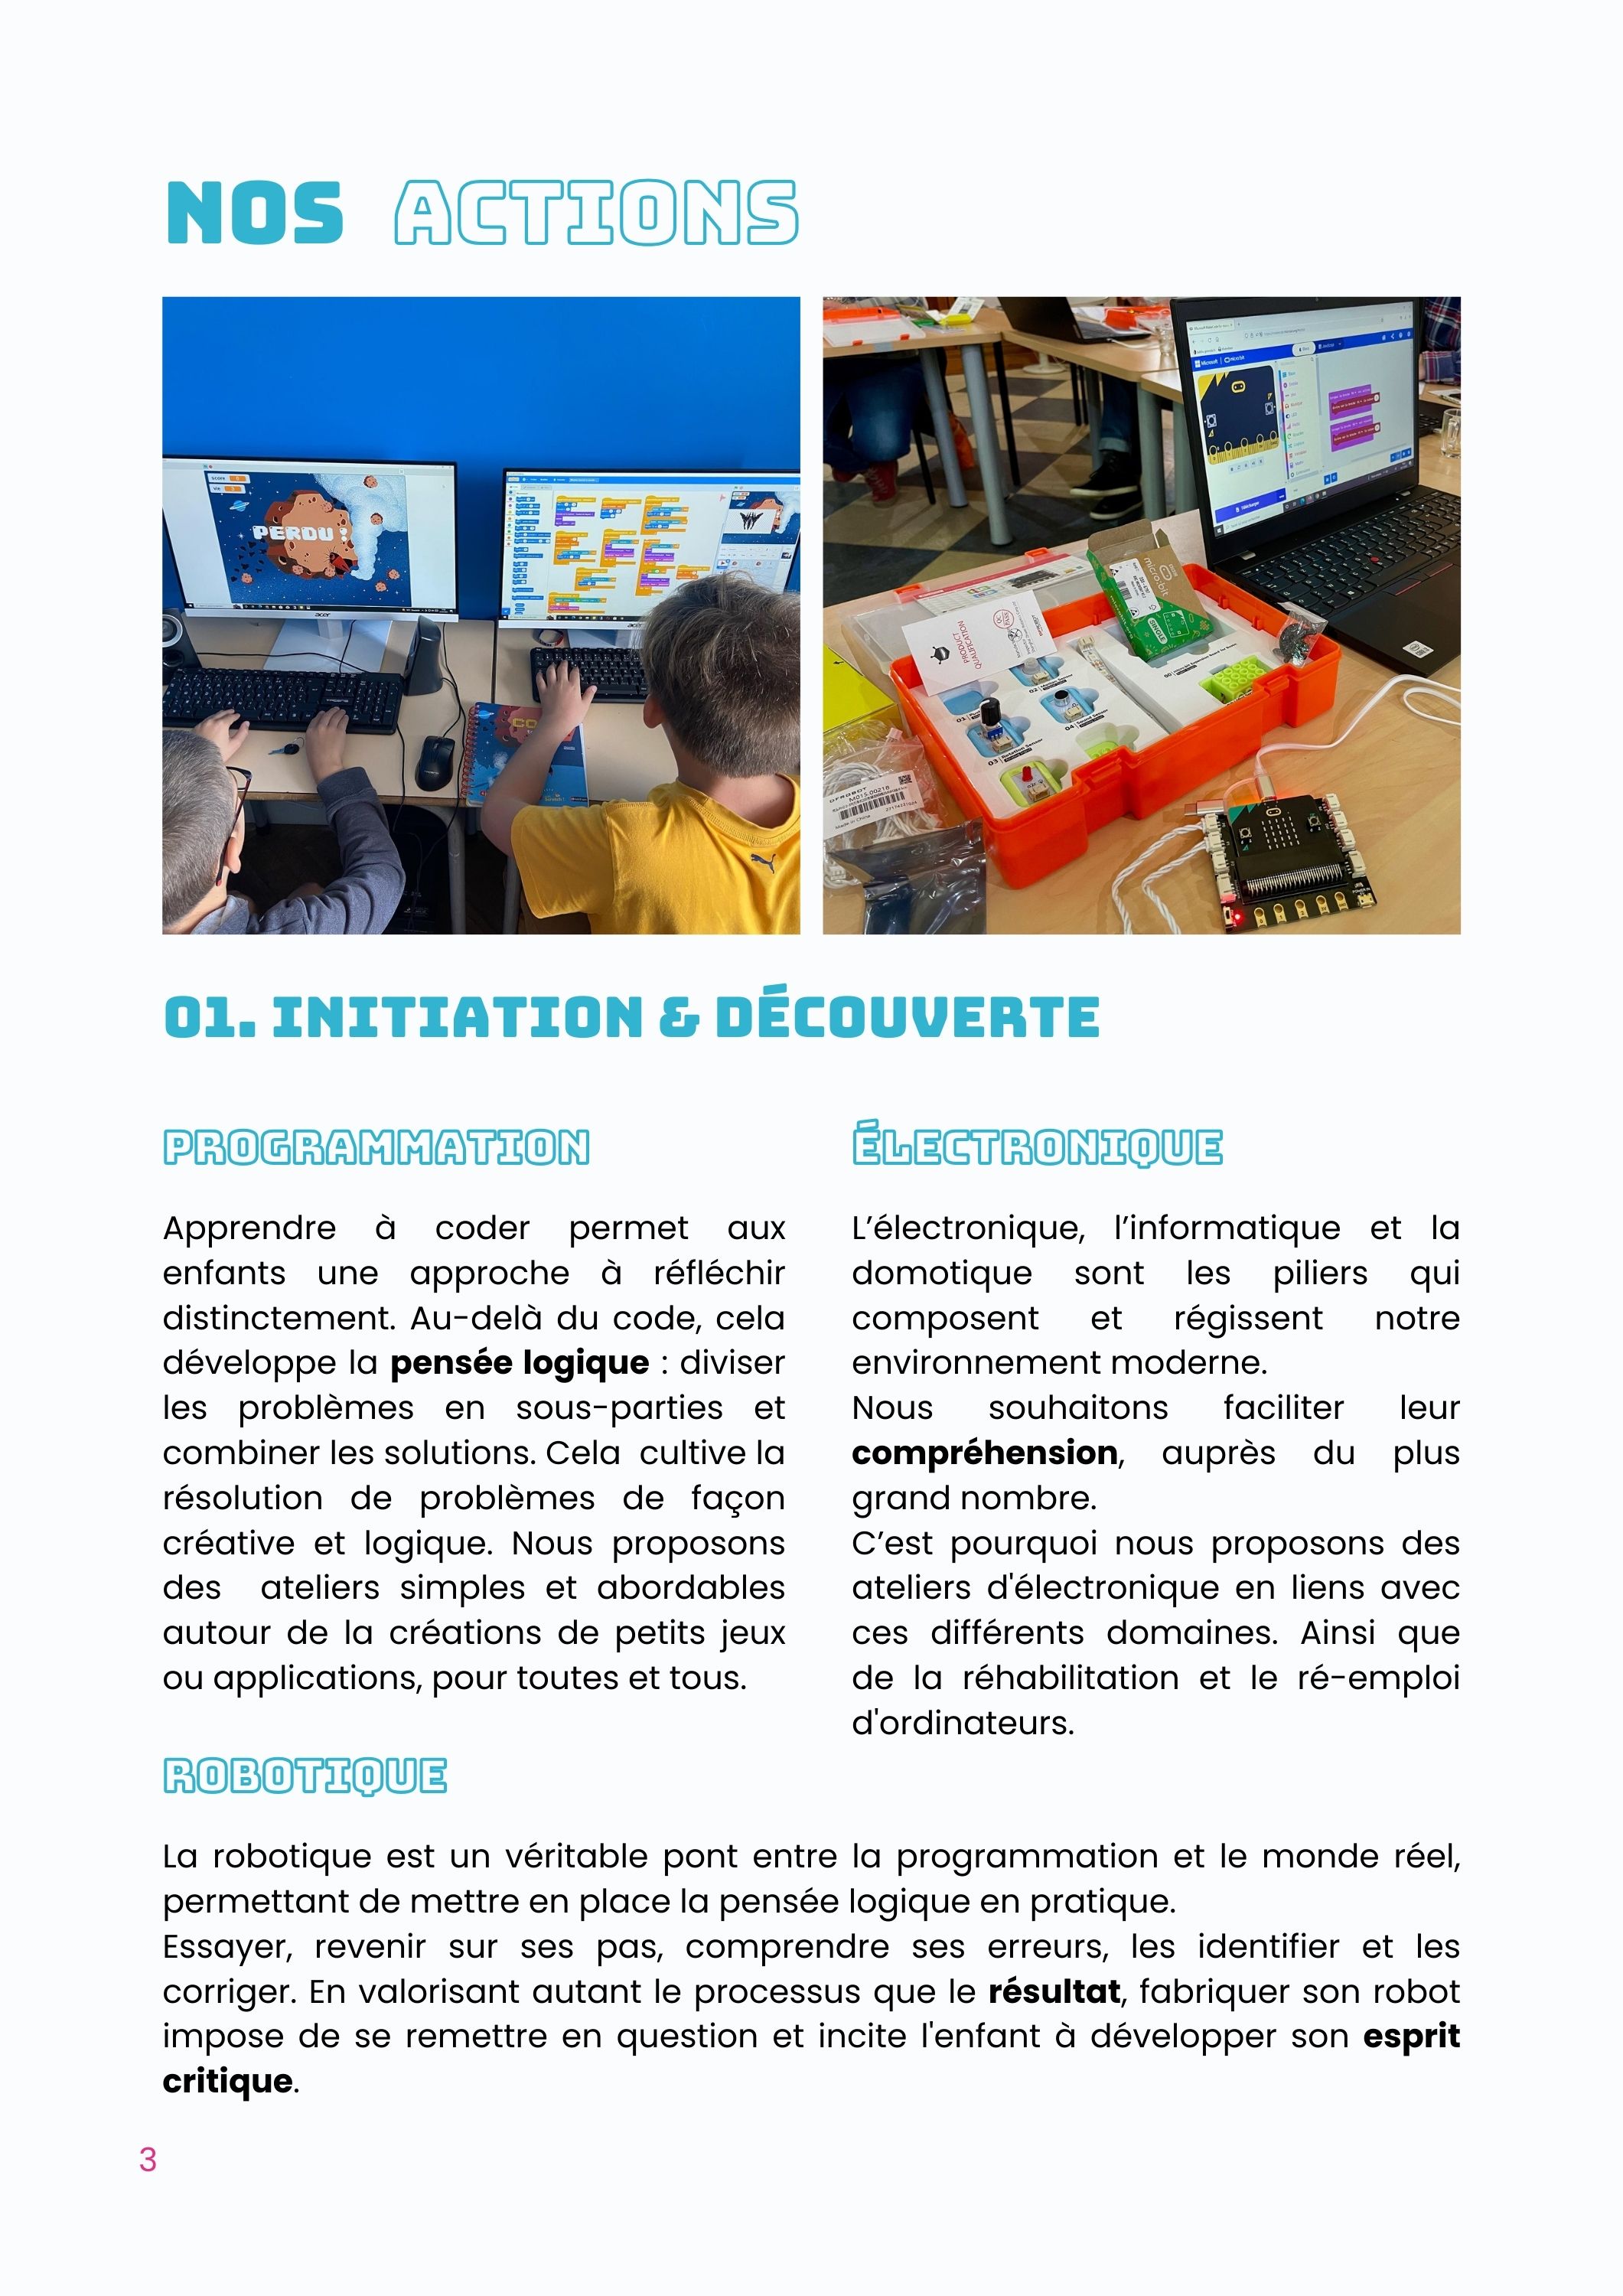 NOS ACTIONS
PERDU !
micro:bit
PRODUCT
QUALIFICATION
DFROBOT
Made in China
01. INITIATION & DÉCOUVERTE
PROGRAMMATION
Apprendre à coder permet aux
enfants une approche à réfléchir
distinctement. Au-delà du code, cela
développe la pensée logique : diviser
les problèmes en sous-parties et
combiner les solutions. Cela cultive la
résolution de problèmes de façon
créative et logique. Nous proposons
des ateliers simples et abordables
autour de la créations de petits jeux
ou applications, pour toutes et tous.
ÉLECTRONIQUE
L’électronique, l’informatique et la
domotique sont les piliers qui
composent et régissent notre
environnement moderne.
Nous souhaitons faciliter leur
compréhension, auprès du plus
grand nombre.
C’est pourquoi nous proposons des
ateliers d'électronique en liens avec
ces différents domaines. Ainsi que
de la réhabilitation et le ré-emploi
d'ordinateurs.
ROBOTIQUE
La robotique est un véritable pont entre la programmation et le monde réel,
permettant de mettre en place la pensée logique en pratique.
Essayer, revenir sur ses pas, comprendre ses erreurs, les identifier et les
corriger. En valorisant autant le processus que le résultat, fabriquer son robot
impose de se remettre en question et incite l'enfant à développer son esprit
critique.
3